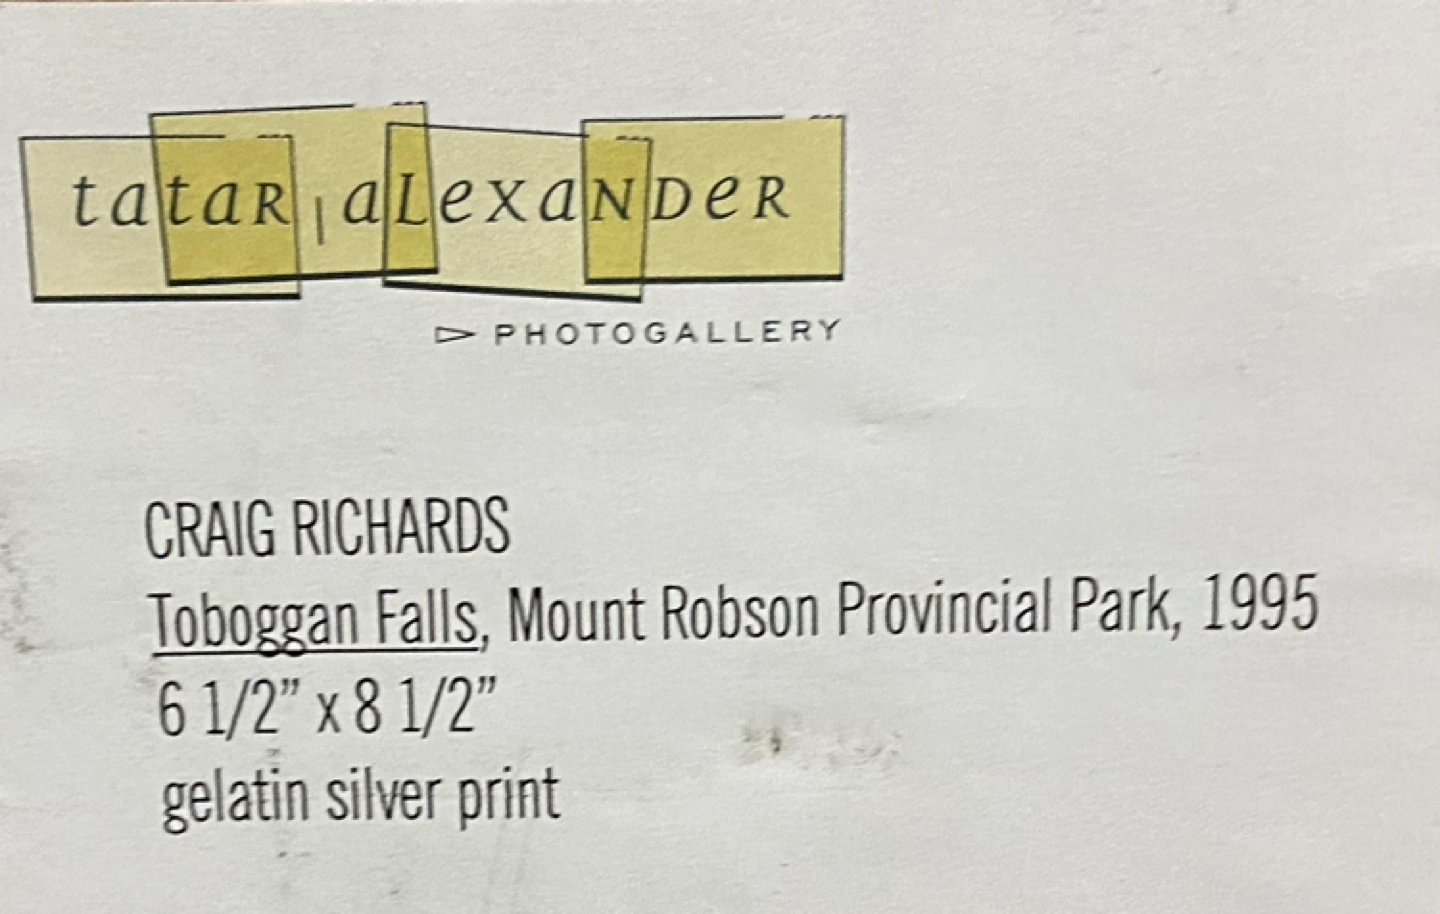 tataR | aLexaNDeR
▷ PHOTOGALLERY
CRAIG RICHARDS
Toboggan Falls, Mount Robson Provincial Park, 1995
6 1/2” x 8 1/2”
gelatin silver print